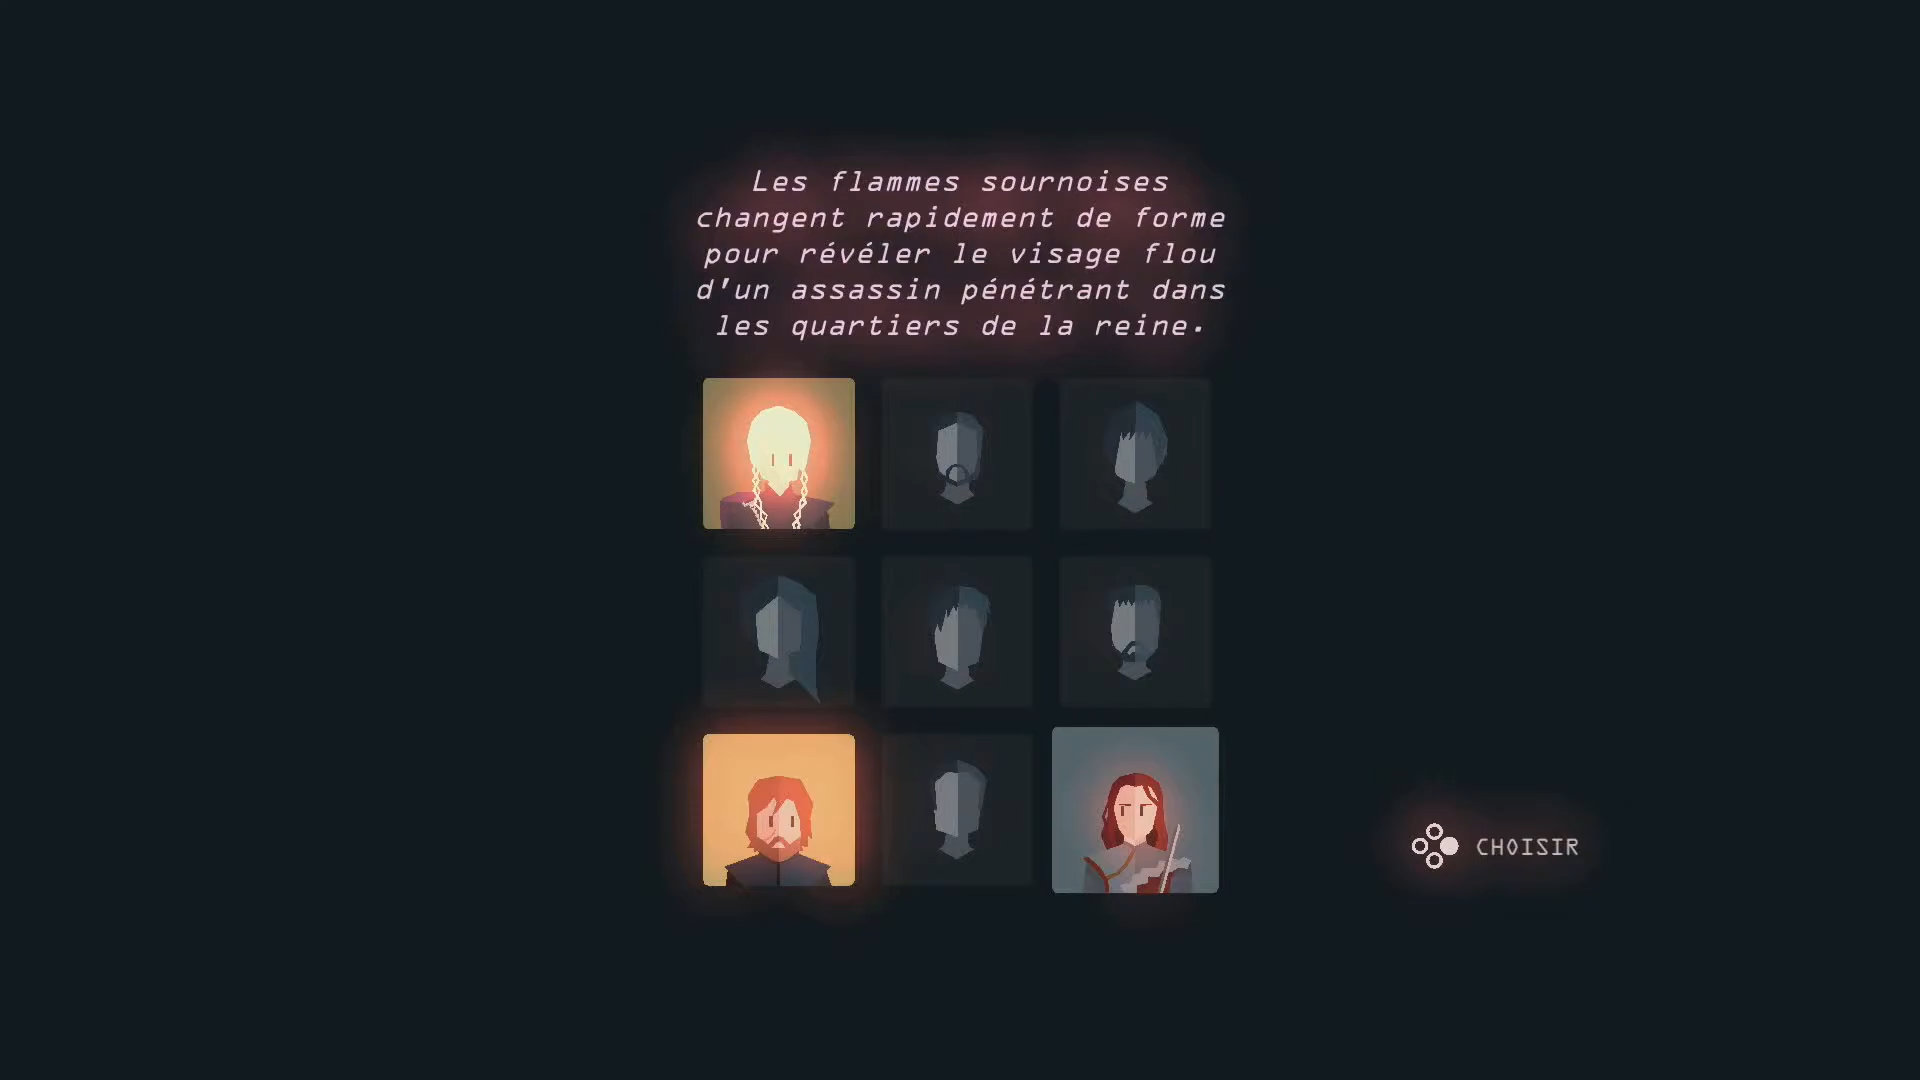 Les flammes sournoises
changent rapidement de forme
pour révéler le visage flou
d'un assassin pénétrant dans
les quartiers de la reine.
CHOISIR